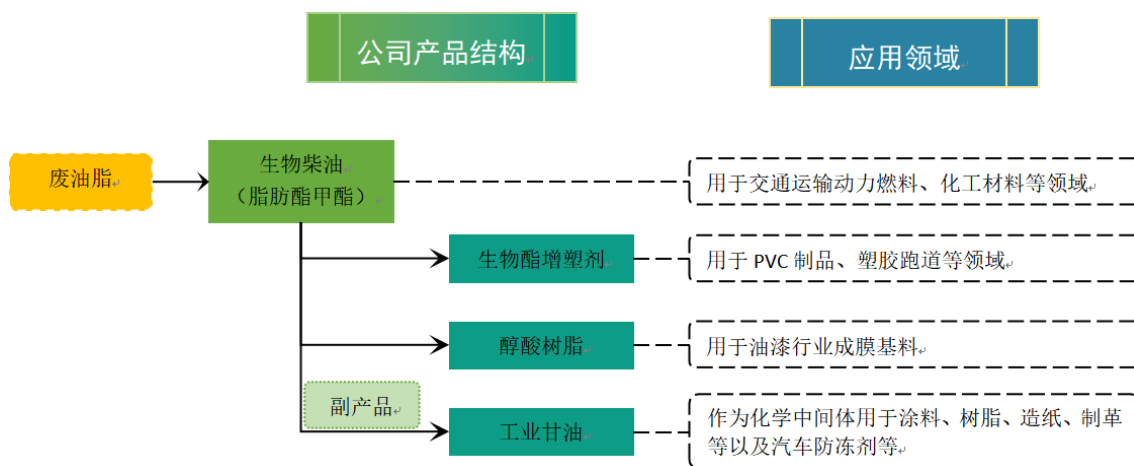 公司产品结构
应用领域
废油脂
生物柴油
（脂肪酯甲酯）
用于交通运输动力燃料、化工材料等领域
生物酯增塑剂
用于 PVC 制品、塑胶跑道等领域
醇酸树脂
用于油漆行业成膜基料
副产品
工业甘油
作为化学中间体用于涂料、树脂、造纸、制革
等以及汽车防冻剂等